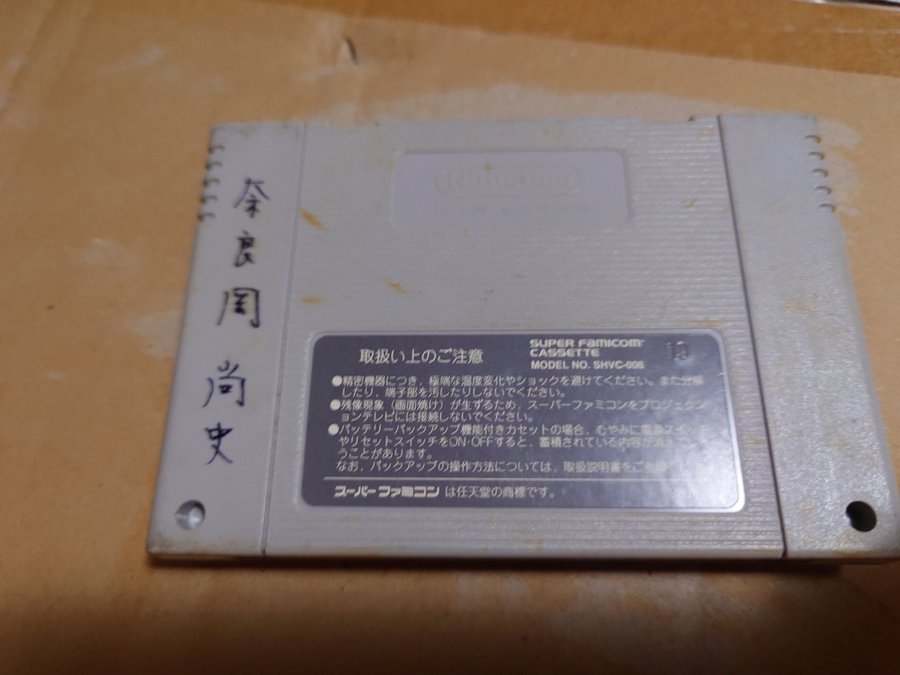 奈良岡 尚史
Nintendo
取扱い上のご注意
SUPER FAMICOM
CASSETTE
MODEL NO. SHVC-006
13
●精密機器につき、極端な温度変化やショックを避けてください。また分解
したり、端子部を汚したりしないでください。
●残像現象(画面焼け)が生ずるため、スーパーファミコンをプロジェクシ
ョンテレビには接続しないでください。
●バッテリーバックアップ機能付きカセットの場合、むやみに電源スイッチ
やリセットスイッチをON・OFFすると、蓄積されている内容が消えてしま
うことがあります。
なお、バックアップの操作方法については、取扱説明書をご参照
スーパーファミコン は任天堂の商標です。